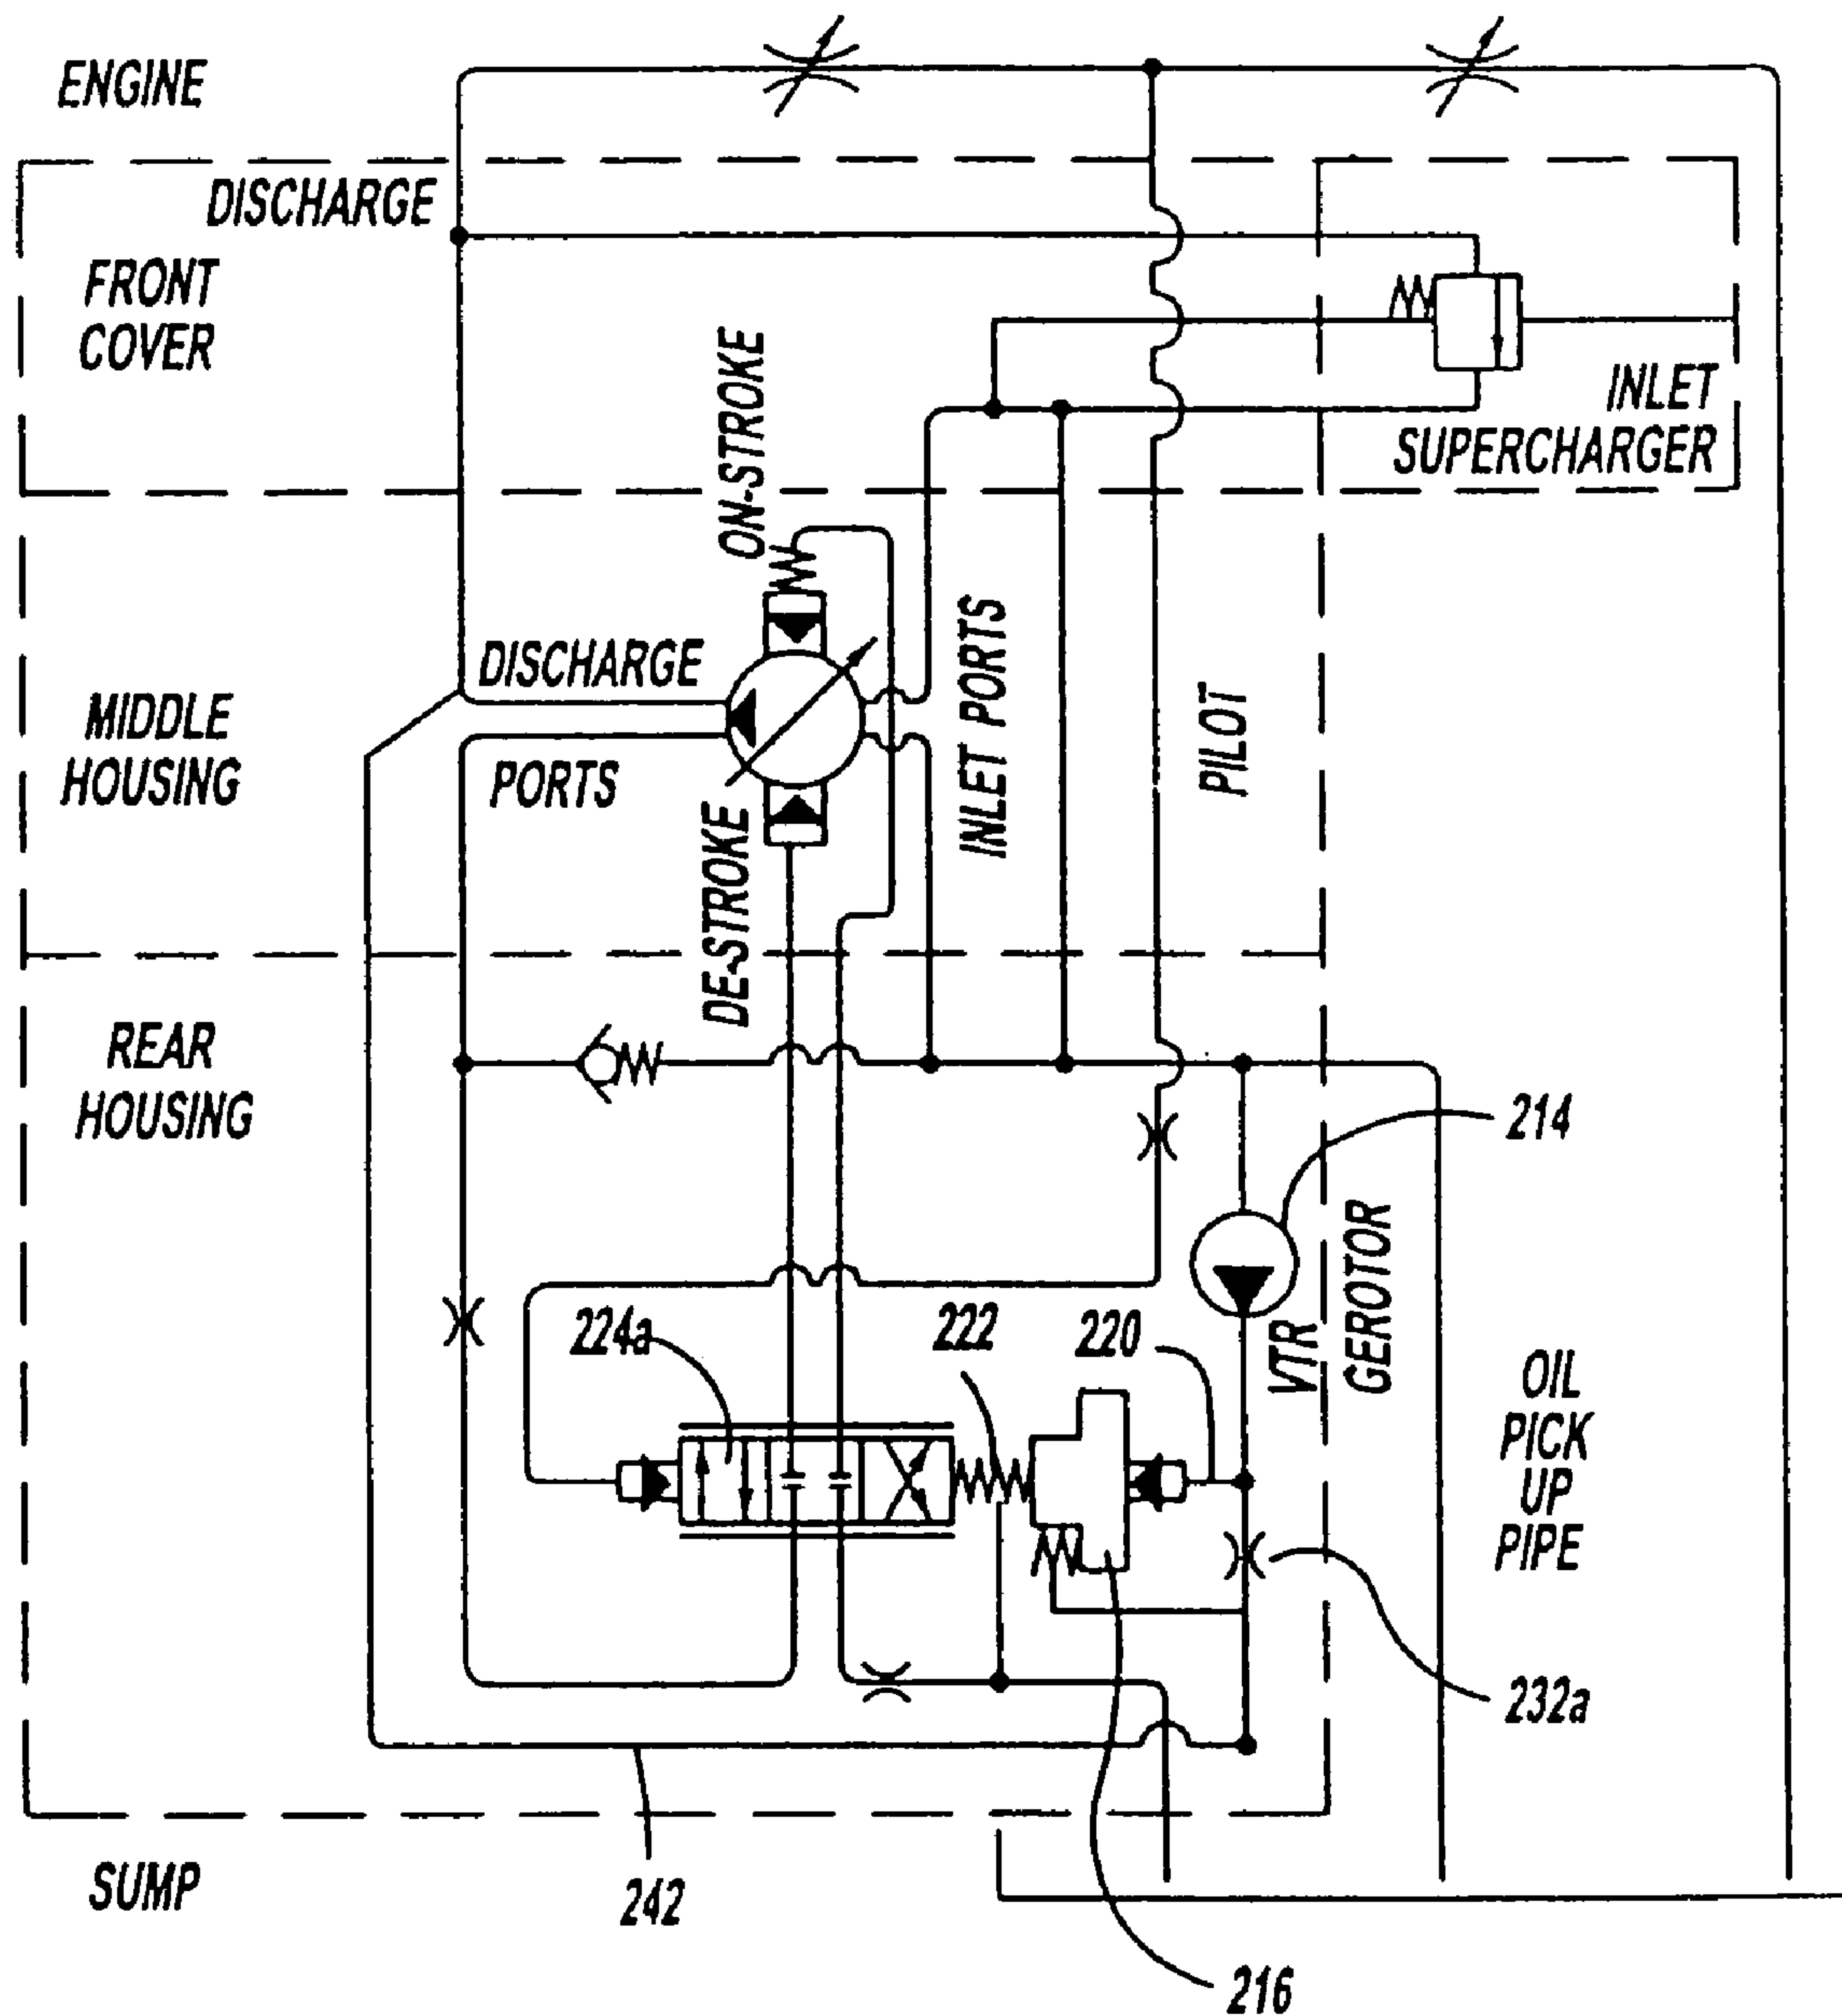 ENGINE
DISCHARGE
FRONT
COVER
ON-STROKE
INLET
SUPERCHARGER
DISCHARGE
PORTS
INLET PORTS
PILOT
MIDDLE
HOUSING
DE-STROKE
REAR
HOUSING
214
VTR
GEROTOR
224a
222
220
OIL
PICK
UP
PIPE
232a
SUMP
242
216